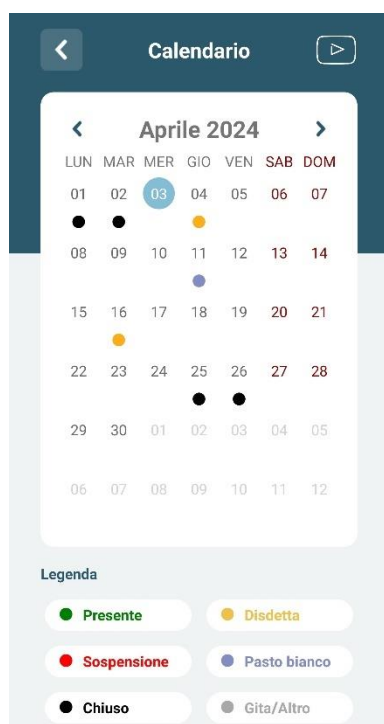 Calendario
Aprile 2024
LUN MAR MER GIO VEN SAB DOM
01 02 03 04 05 06 07
08 09 10 11 12 13 14
15 16 17 18 19 20 21
22 23 24 25 26 27 28
29 30 01 02 03 04 05
06 07 08 09 10 11 12
Legenda
Presente Disdetta
Sospensione Pasto bianco
Chiuso Gita/Altro